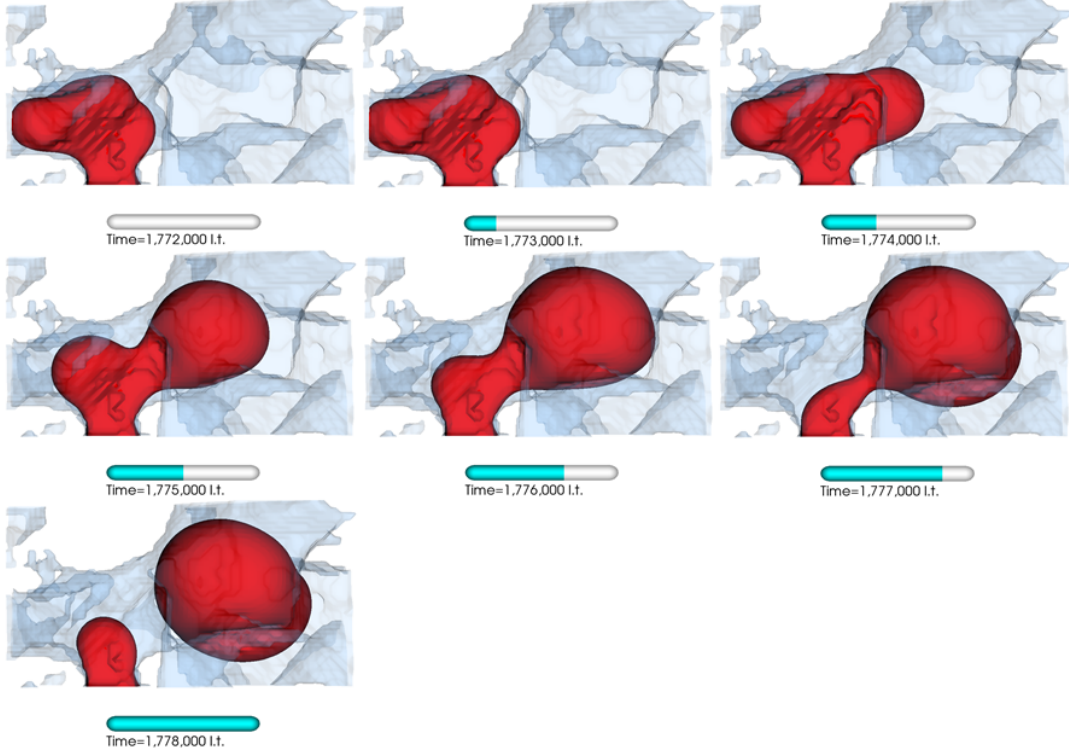 Time=1,772,000 l.t.
Time=1,773,000 l.t.
Time=1,774,000 l.t.
Time=1,775,000 l.t.
Time=1,776,000 l.t.
Time=1,777,000 l.t.
Time=1,778,000 l.t.